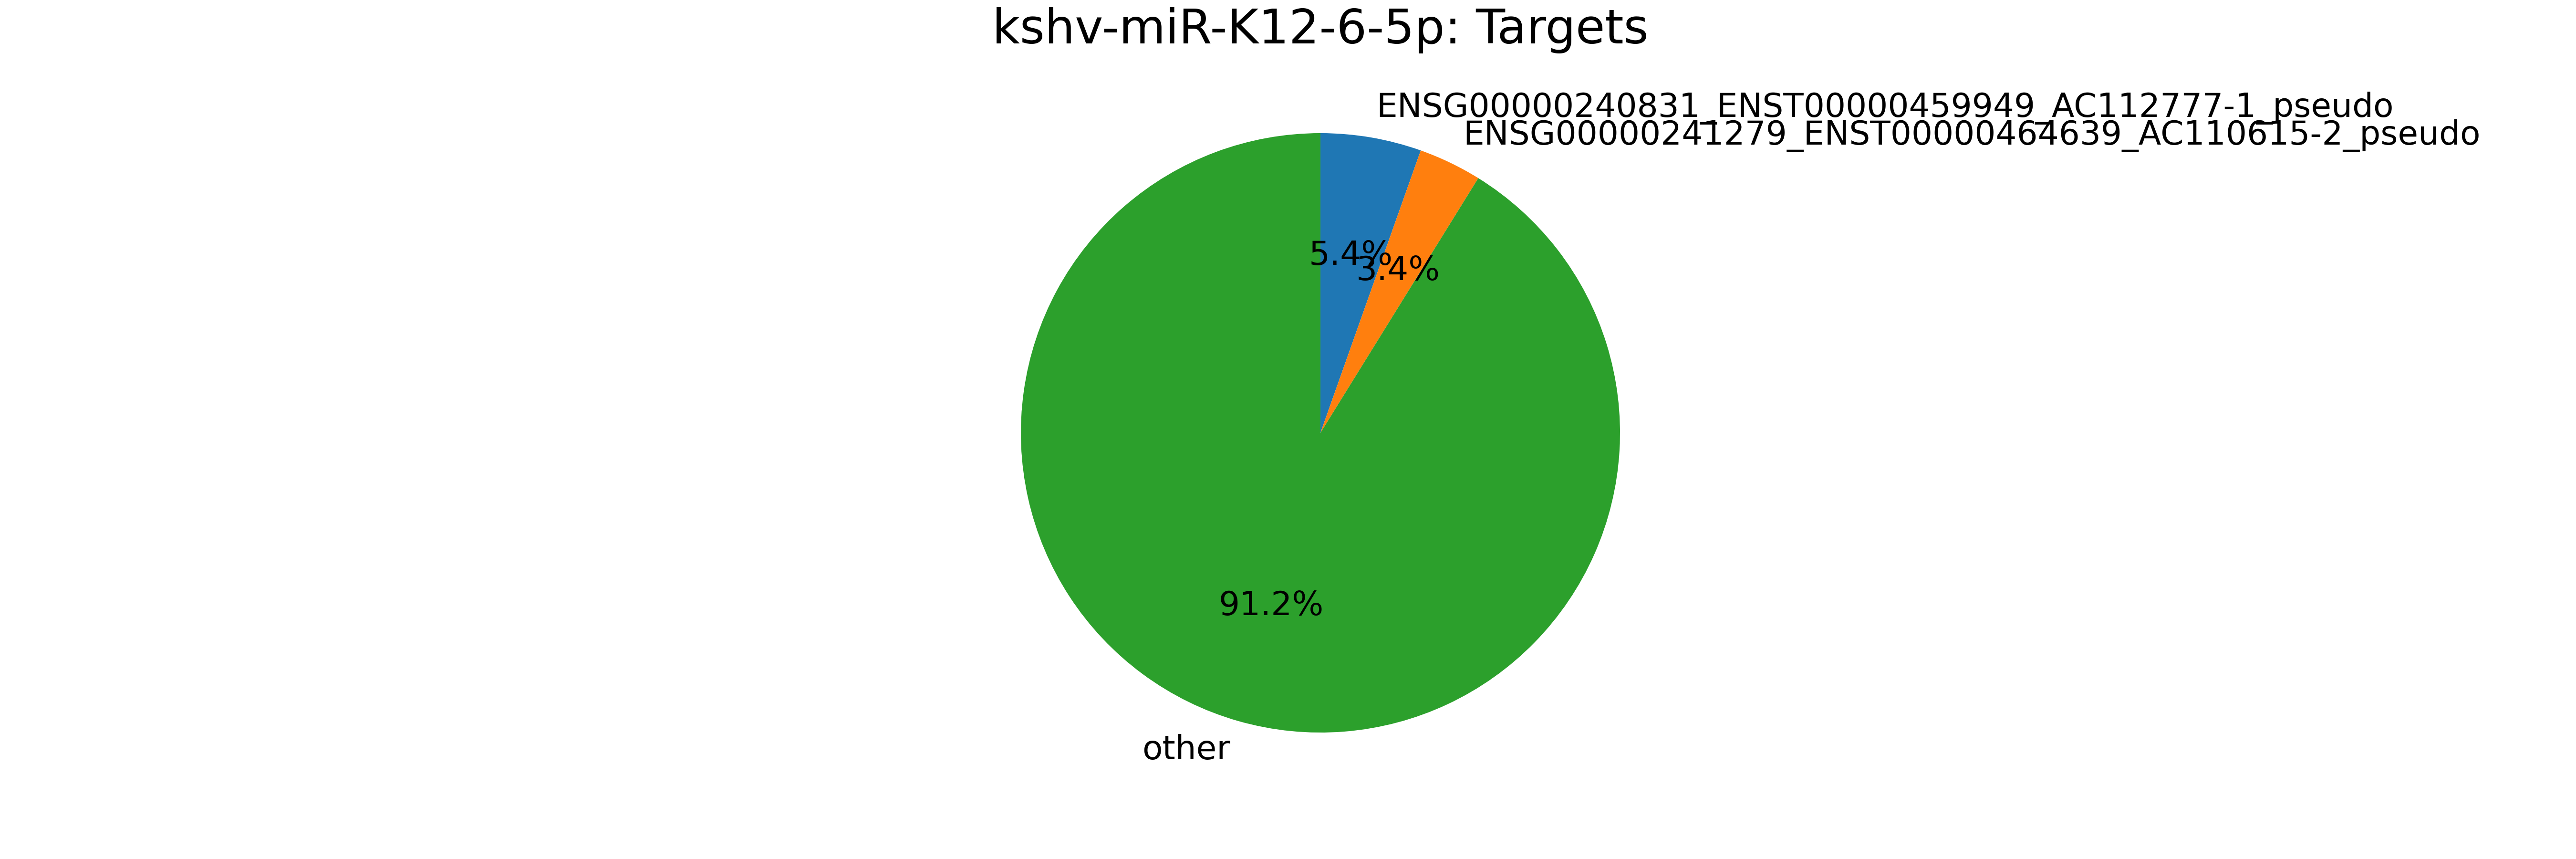 kshv-miR-K12-6-5p: Targets
ENSG00000240831_ENST00000459949_AC112777-1_pseudo
ENSG00000241279_ENST00000464639_AC110615-2_pseudo
5.4%
3.4%
91.2%
other